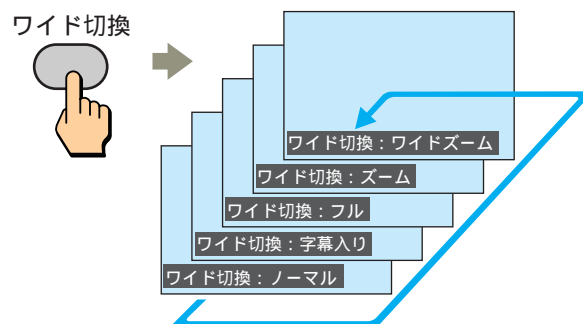 ワイド切換
ワイド切換：ワイドズーム
ワイド切換：ズーム
ワイド切換：フル
ワイド切換：字幕入り
ワイド切換：ノーマル